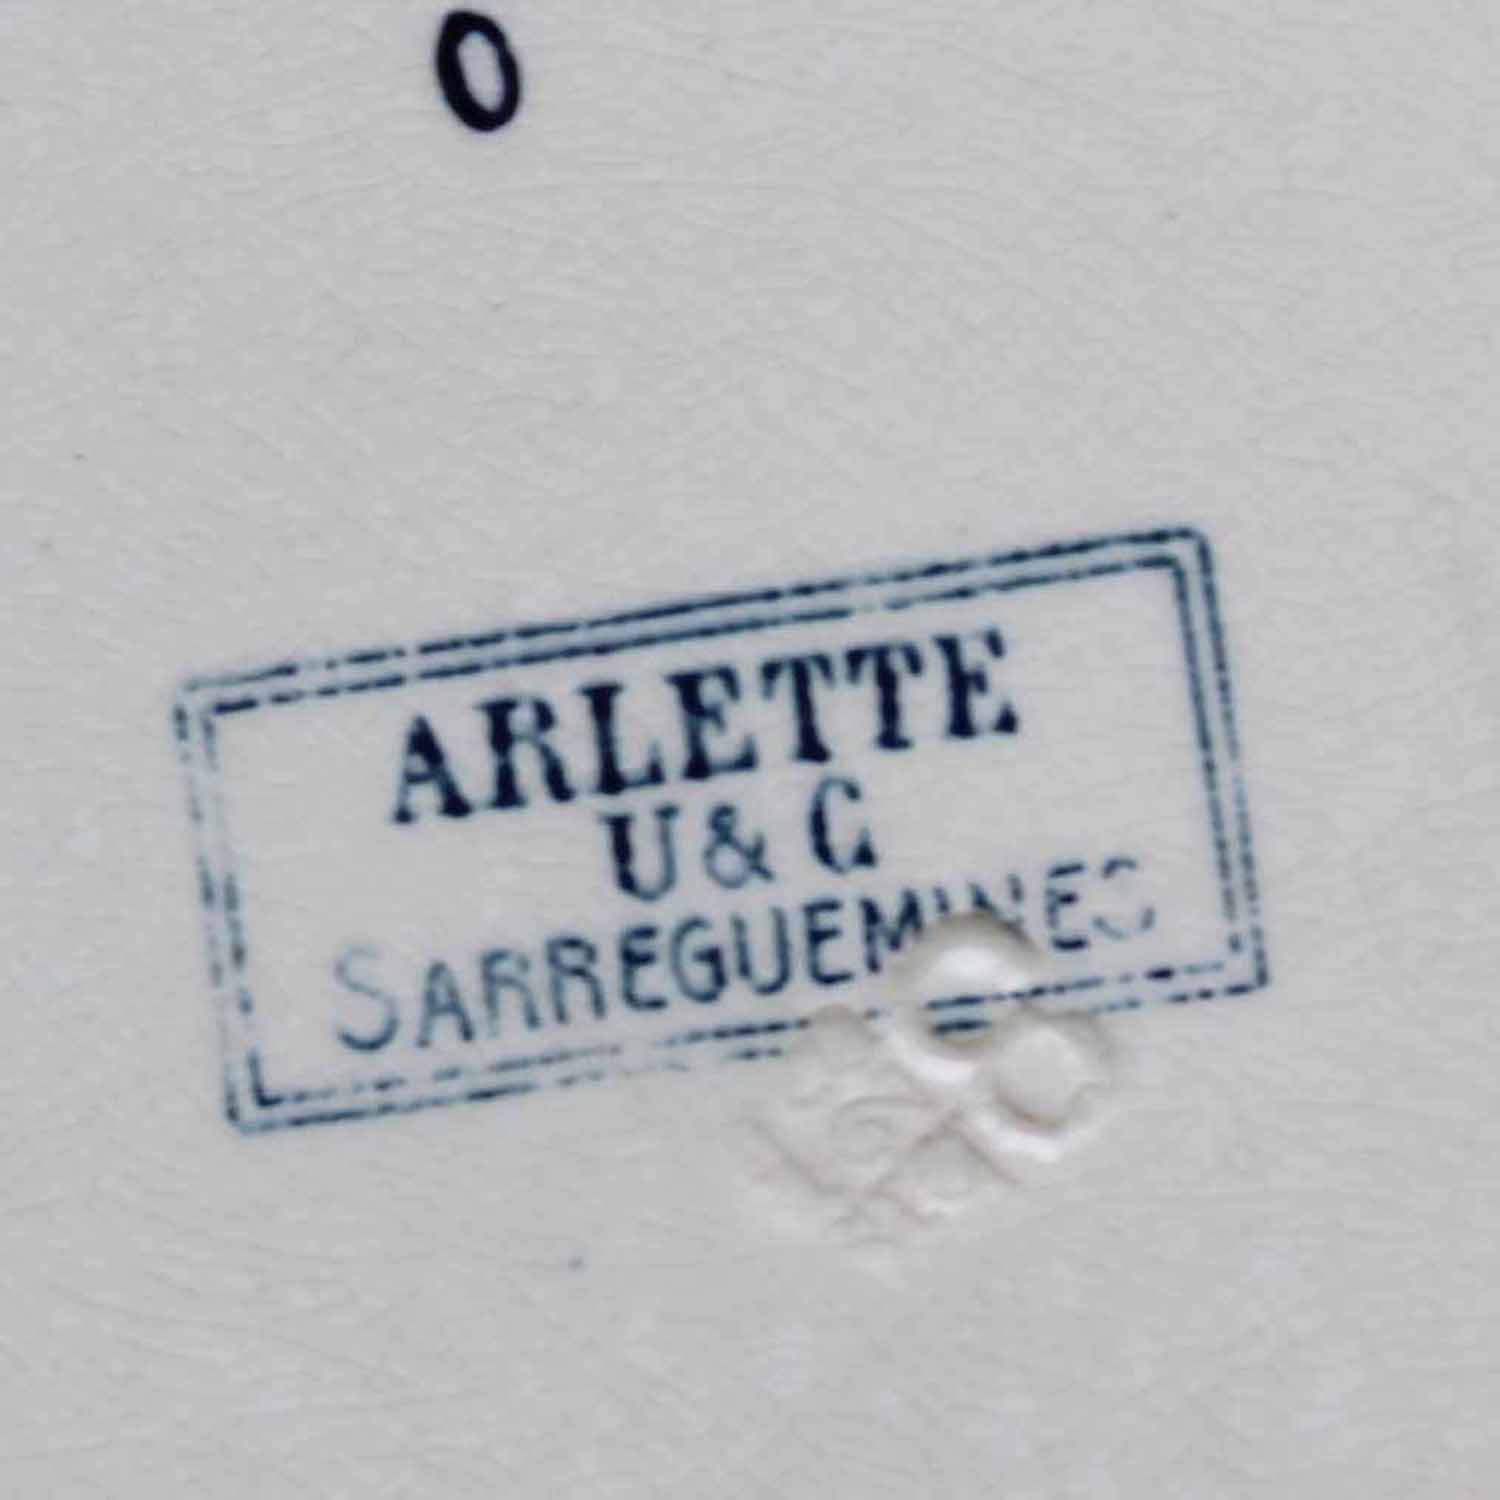 0
ARLETTE
U & C
SARREGUEMINES